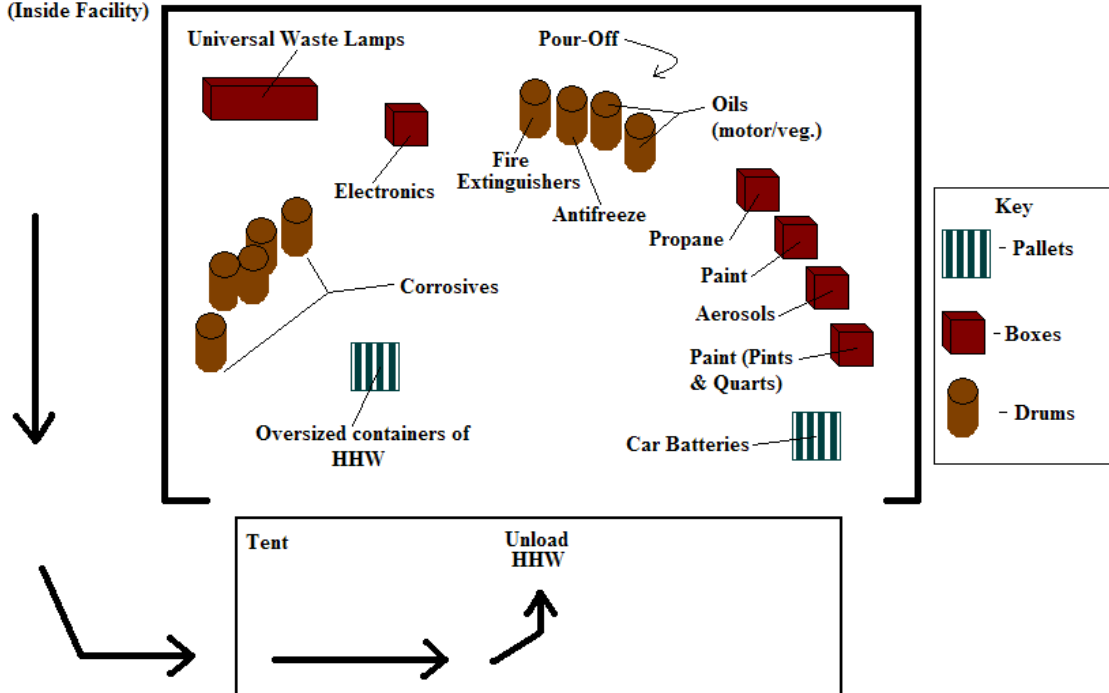 (Inside Facility)
Universal Waste Lamps
Pour-Off
Oils
(motor/veg.)
Fire
Extinguishers
Electronics
Antifreeze
Propane
Paint
Corrosives
Aerosols
Paint (Pints
& Quarts)
Oversized containers of
HHW
Car Batteries
Key
- Pallets
- Boxes
- Drums
Tent
Unload
HHW